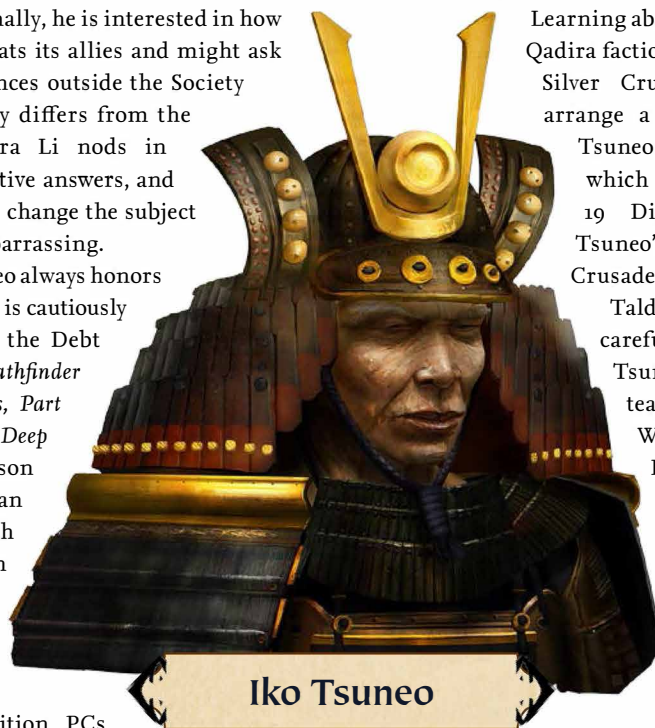 nally, he is interested in how
ats its allies and might ask
nces outside the Society
y differs from the
ra Li nods in
tive answers, and
change the subject
barrassing.
eo always honors
is cautiously
the Debt
athfinder
s, Part
Deep
son
an
h
n
ition, PCs
Learning ab
Qadira factio
Silver Cru
arrange a
Tsuneo
which
19 Di
Tsuneo’
Crusade
Tald
carefu
Tsun
tea
W
Iko Tsuneo